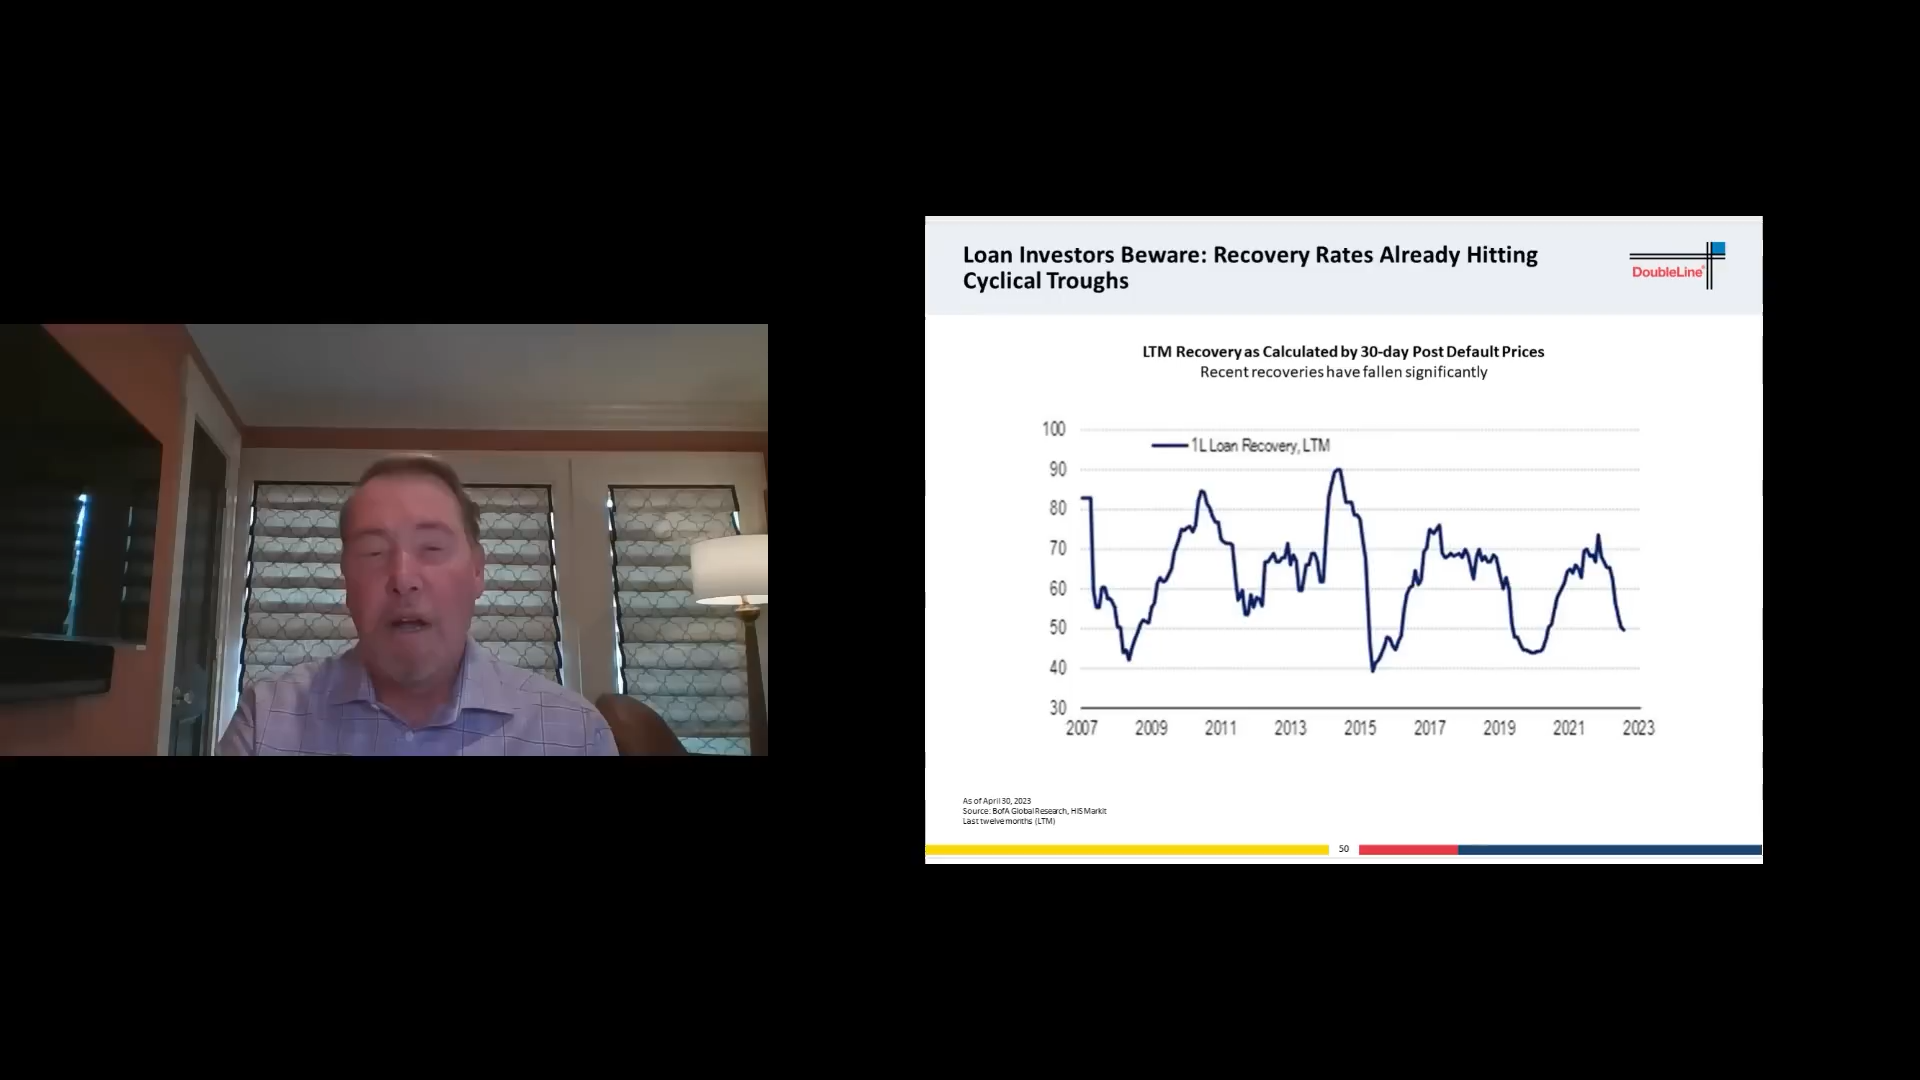 Loan Investors Beware: Recovery Rates Already Hitting
Cyclical Troughs
DoubleLine®
LTM Recovery as Calculated by 30-day Post Default Prices
Recent recoveries have fallen significantly
1L Loan Recovery, LTM
100
90
80
70
60
50
40
30
2007 2009 2011 2013 2015 2017 2019 2021 2023
As of April 30, 2023
Source: BofA Global Research, HIS Markit
Last twelve months (LTM)
50